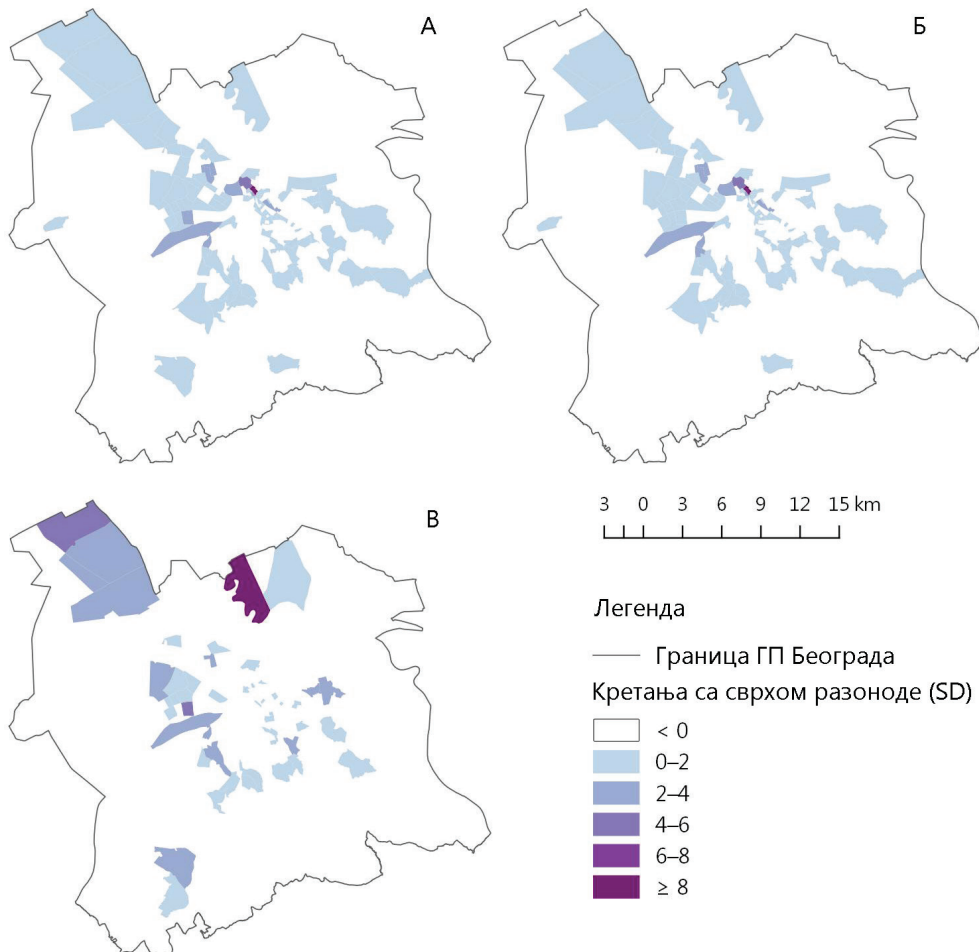 А
Б
В
3 0 3 6 9 12 15 km
Легенда
Граница ГП Београда
Кретања са сврхом разоноде (SD)
< 0
0–2
2–4
4–6
6–8
≥ 8